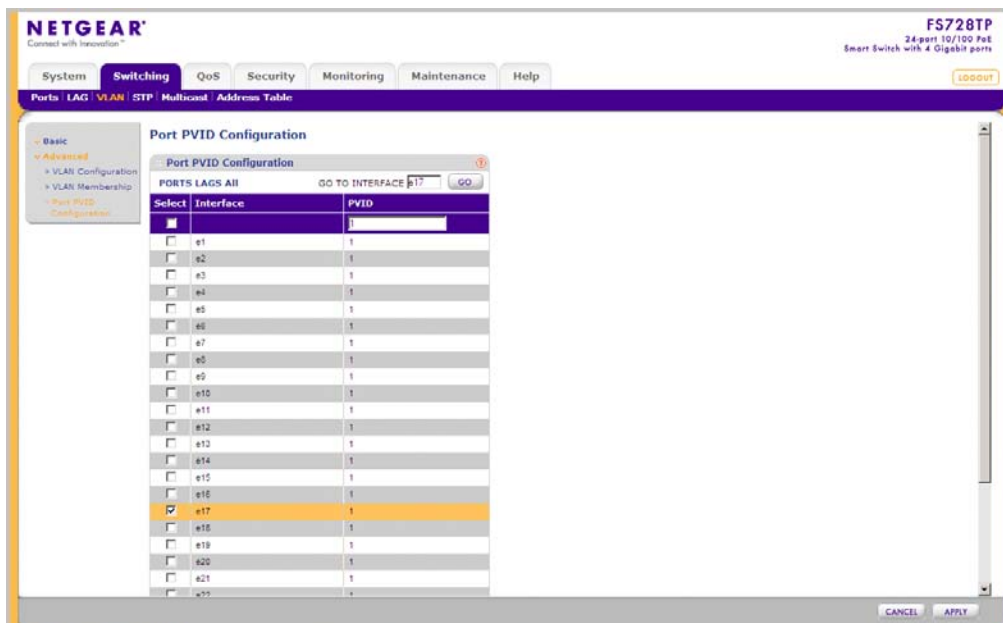 NETGEAR
Connect with Innovation™
FS728TP
24-port 10/100 PoE
Smart Switch with 4 Gigabit ports
System Switching QoS Security Monitoring Maintenance Help
LOGOUT
Ports LAG VLAN STP Multicast Address Table
Basic
Advanced
VLAN Configuration
VLAN Membership
Port PVID
Configuration
Port PVID Configuration
Port PVID Configuration
PORTS LAGS All GO TO INTERFACE e17 GO
Select Interface PVID
1
e1 1
e2 1
e3 1
e4 1
e5 1
e6 1
e7 1
e8 1
e9 1
e10 1
e11 1
e12 1
e13 1
e14 1
e15 1
e16 1
e17 1
e18 1
e19 1
e20 1
e21 1
e22 1
CANCEL APPLY